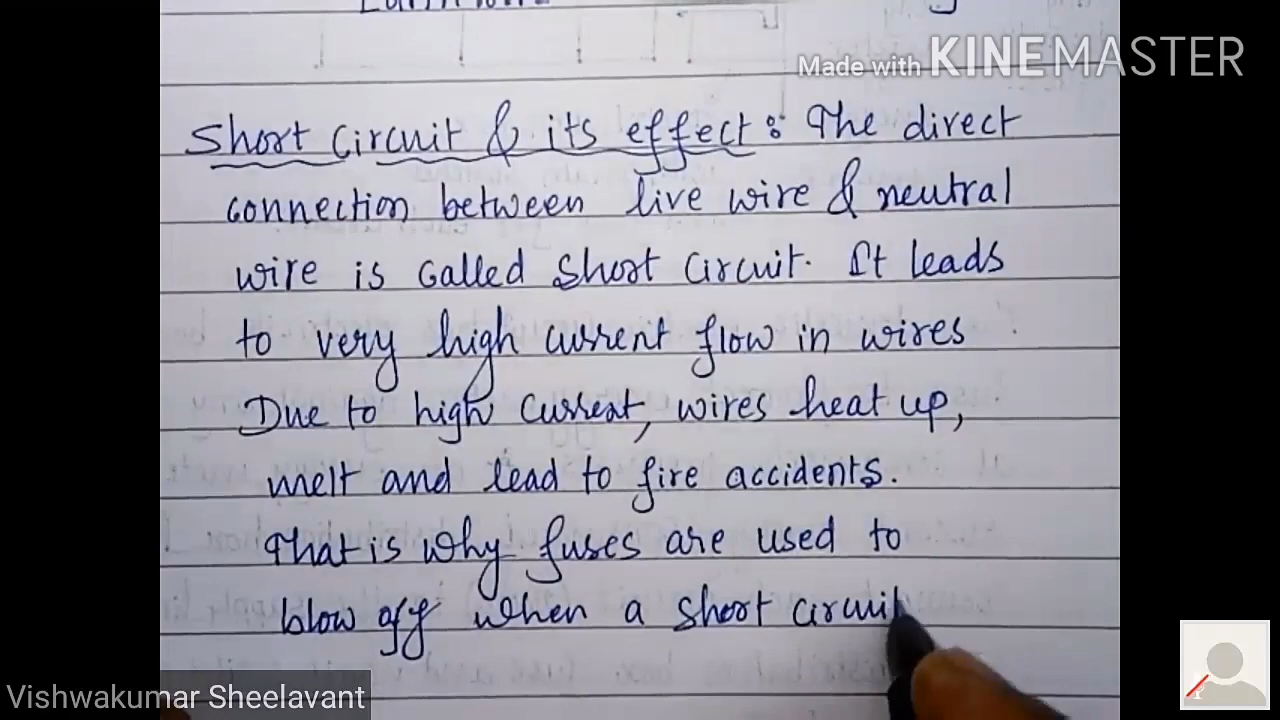 Made with KINEMASTER
Short Circuit & its effect : The direct
connection between live wire & neutral
wire is called short circuit. It leads
to very high current flow in wires
Due to high current, wires heat up,
melt and lead to fire accidents.
That is why fuses are used to
blow off when a short circuit
Vishwakumar Sheelavant